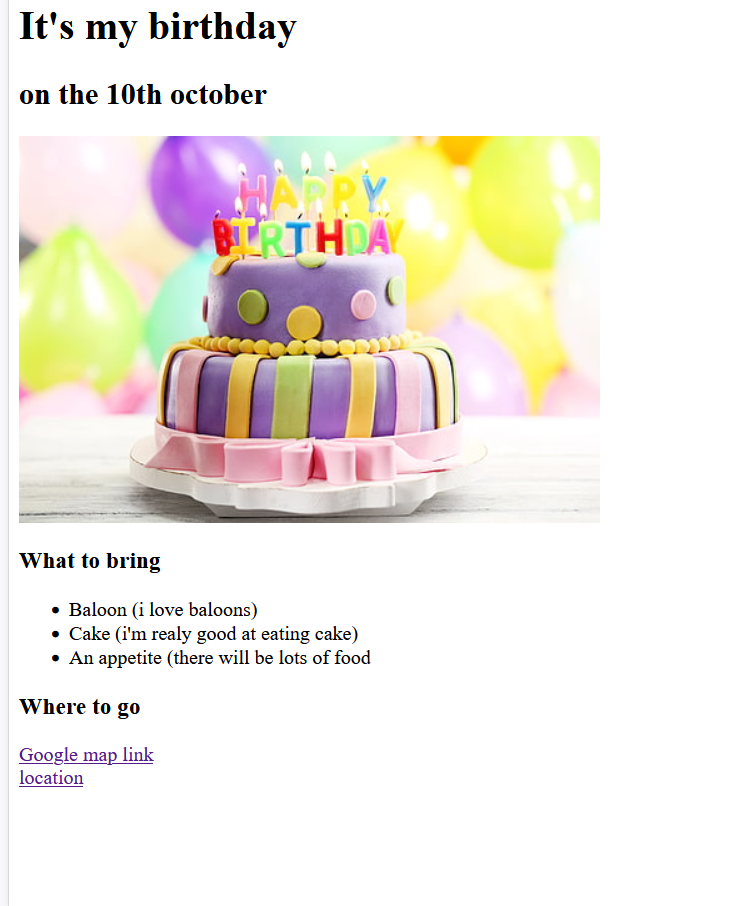 It's my birthday
on the 10th october
HAPPY
BIRTHDAY
What to bring
Baloon (i love baloons)
Cake (i'm realy good at eating cake)
An appetite (there will be lots of food
Where to go
Google map link
location